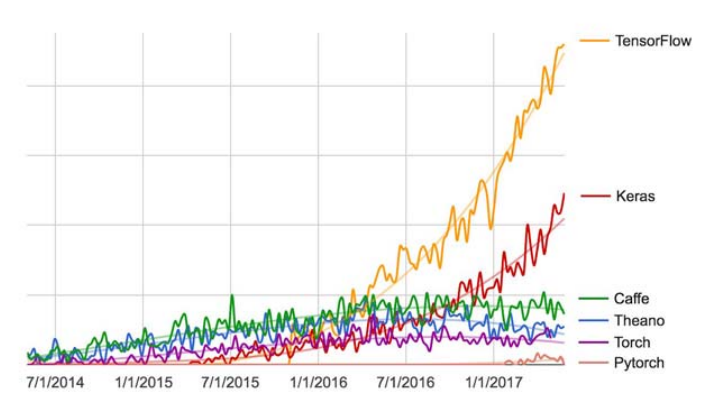 TensorFlow
Keras
Caffe
Theano
Torch
Pytorch
7/1/2014 1/1/2015 7/1/2015 1/1/2016 7/1/2016 1/1/2017